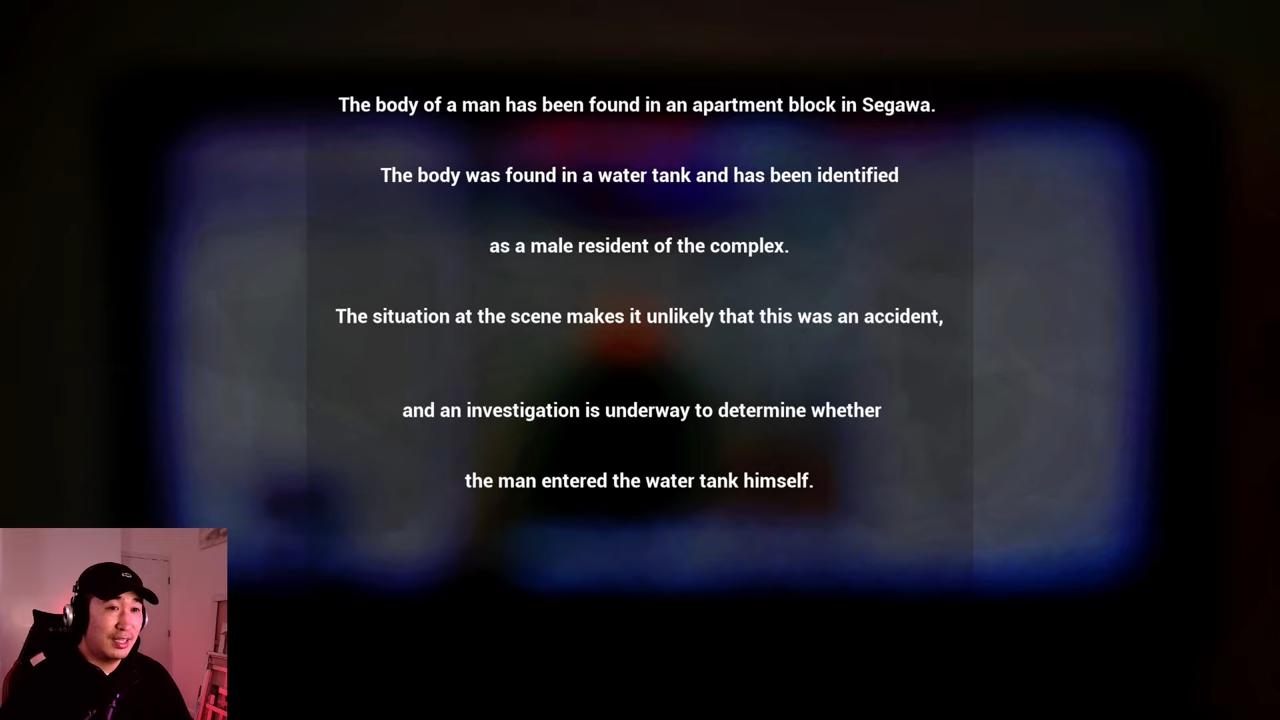 The body of a man has been found in an apartment block in Segawa.
The body was found in a water tank and has been identified
as a male resident of the complex.
The situation at the scene makes it unlikely that this was an accident,
and an investigation is underway to determine whether
the man entered the water tank himself.